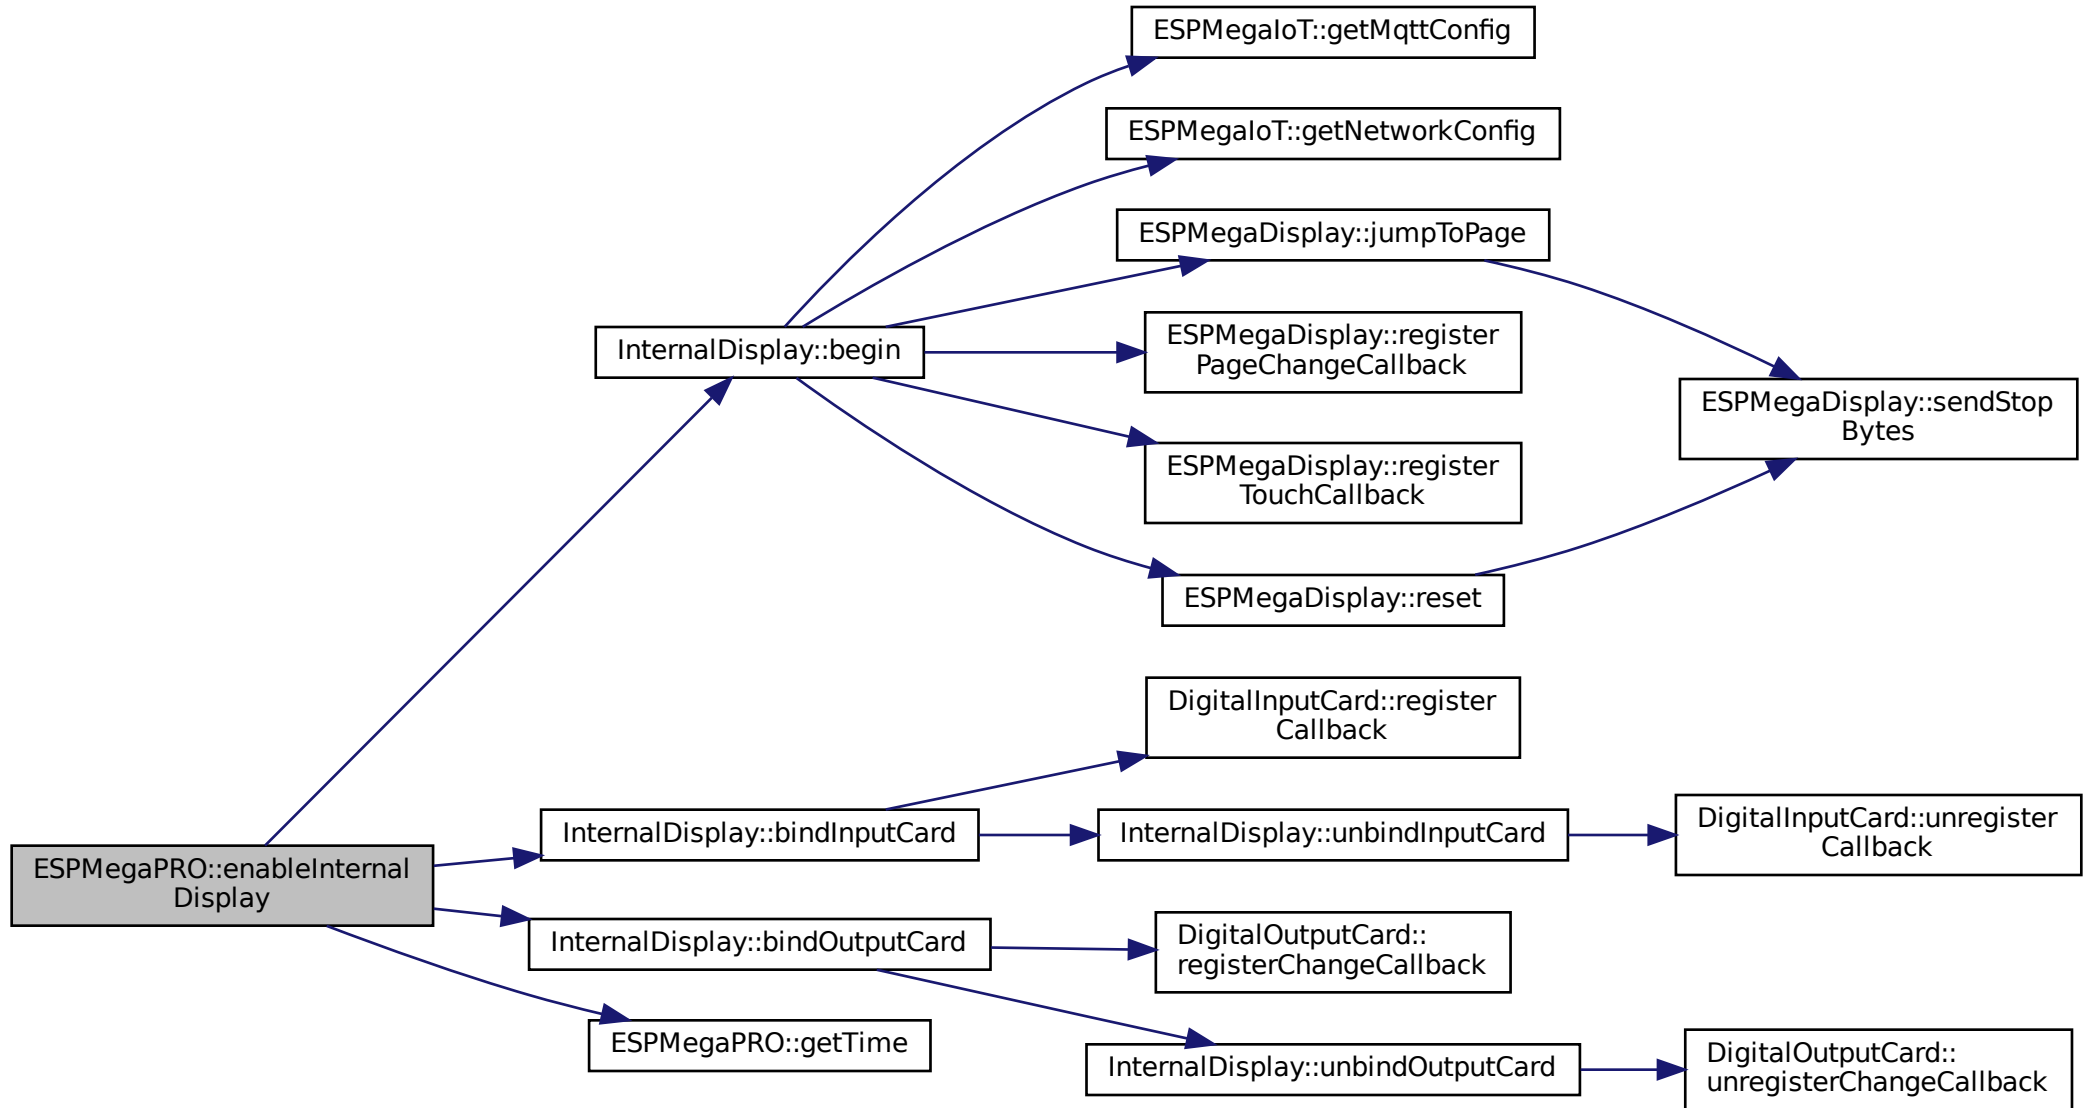 ESPMegaIoT::getMqttConfig
ESPMegaIoT::getNetworkConfig
ESPMegaDisplay::jumpToPage
InternalDisplay::begin
ESPMegaDisplay::register
PageChangeCallback
ESPMegaDisplay::sendStop
Bytes
ESPMegaDisplay::register
TouchCallback
ESPMegaDisplay::reset
DigitalInputCard::register
Callback
InternalDisplay::bindInputCard
InternalDisplay::unbindInputCard
DigitalInputCard::unregister
Callback
ESPMegaPRO::enableInternal
Display
InternalDisplay::bindOutputCard
DigitalOutputCard::
registerChangeCallback
ESPMegaPRO::getTime
InternalDisplay::unbindOutputCard
DigitalOutputCard::
unregisterChangeCallback